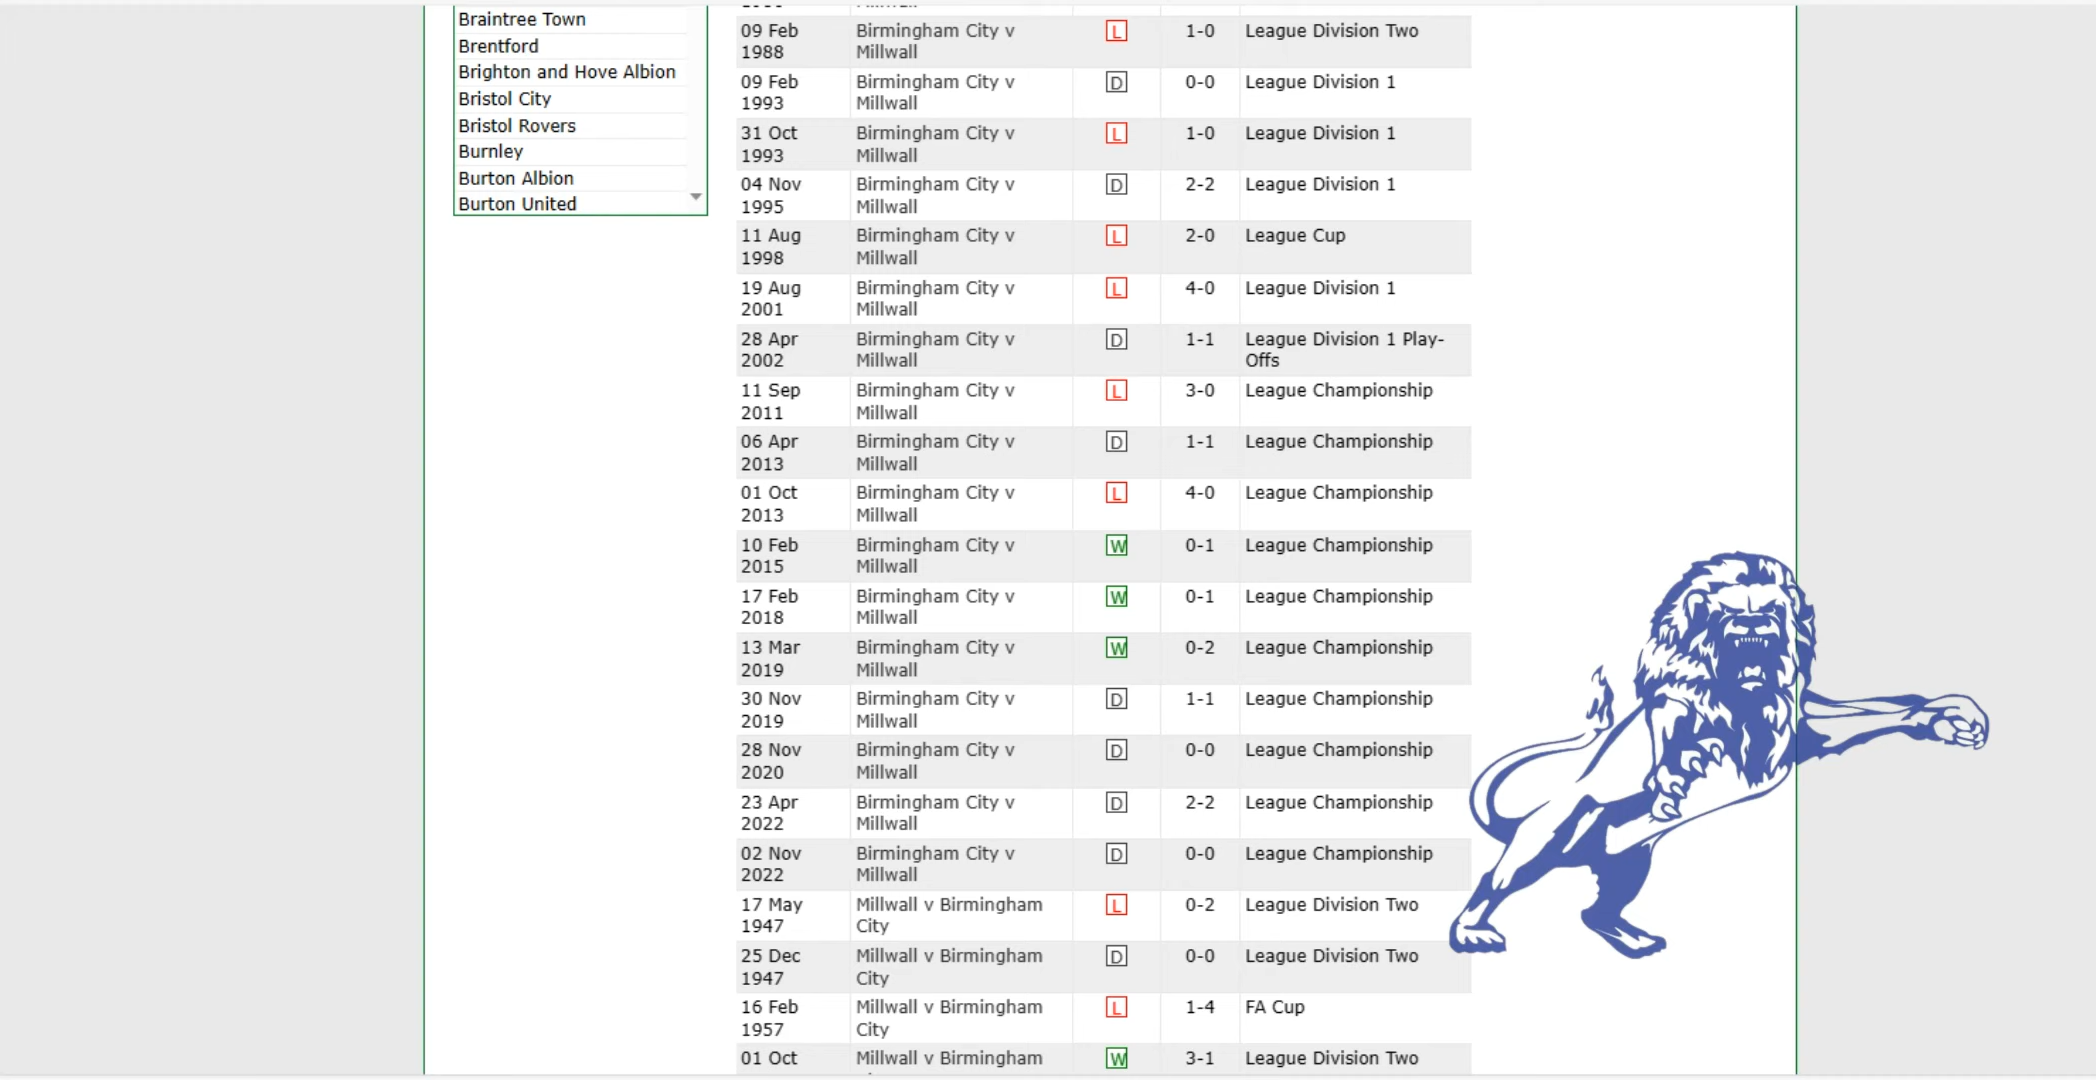 Braintree Town
Brentford
Brighton and Hove Albion
Bristol City
Bristol Rovers
Burnley
Burton Albion
Burton United
09 Feb 1988 Birmingham City v Millwall L 1-0 League Division Two
09 Feb 1993 Birmingham City v Millwall D 0-0 League Division 1
31 Oct 1993 Birmingham City v Millwall L 1-0 League Division 1
04 Nov 1995 Birmingham City v Millwall D 2-2 League Division 1
11 Aug 1998 Birmingham City v Millwall L 2-0 League Cup
19 Aug 2001 Birmingham City v Millwall L 4-0 League Division 1
28 Apr 2002 Birmingham City v Millwall D 1-1 League Division 1 Play-Offs
11 Sep 2011 Birmingham City v Millwall L 3-0 League Championship
06 Apr 2013 Birmingham City v Millwall D 1-1 League Championship
01 Oct 2013 Birmingham City v Millwall L 4-0 League Championship
10 Feb 2015 Birmingham City v Millwall W 0-1 League Championship
17 Feb 2018 Birmingham City v Millwall W 0-1 League Championship
13 Mar 2019 Birmingham City v Millwall W 0-2 League Championship
30 Nov 2019 Birmingham City v Millwall D 1-1 League Championship
28 Nov 2020 Birmingham City v Millwall D 0-0 League Championship
23 Apr 2022 Birmingham City v Millwall D 2-2 League Championship
02 Nov 2022 Birmingham City v Millwall D 0-0 League Championship
17 May 1947 Millwall v Birmingham City L 0-2 League Division Two
25 Dec 1947 Millwall v Birmingham City D 0-0 League Division Two
16 Feb 1957 Millwall v Birmingham City L 1-4 FA Cup
01 Oct Millwall v Birmingham W 3-1 League Division Two